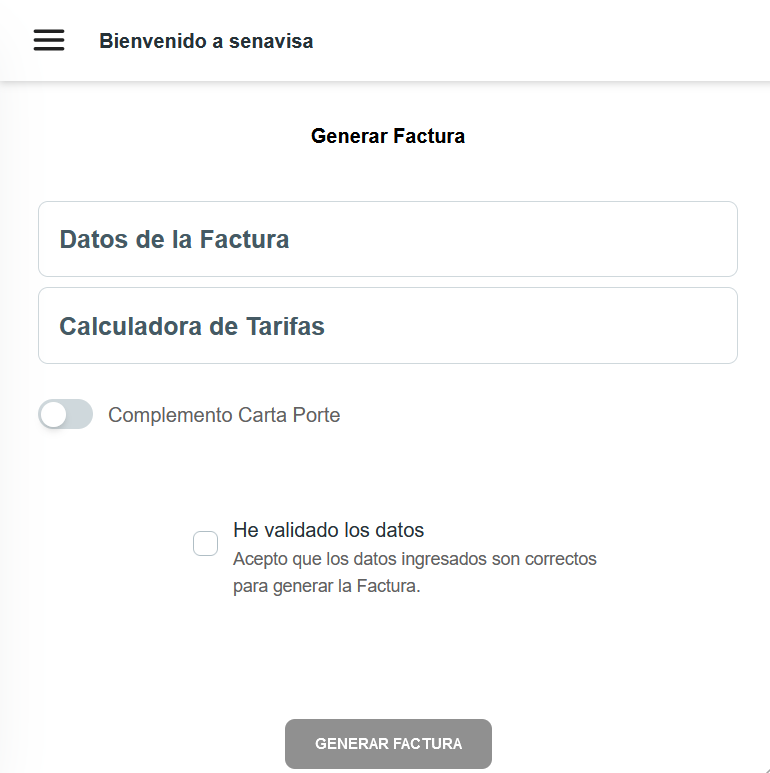 Bienvenido a senavisa
Generar Factura
Datos de la Factura
Calculadora de Tarifas
Complemento Carta Porte
He validado los datos
Acepto que los datos ingresados son correctos
para generar la Factura.
GENERAR FACTURA